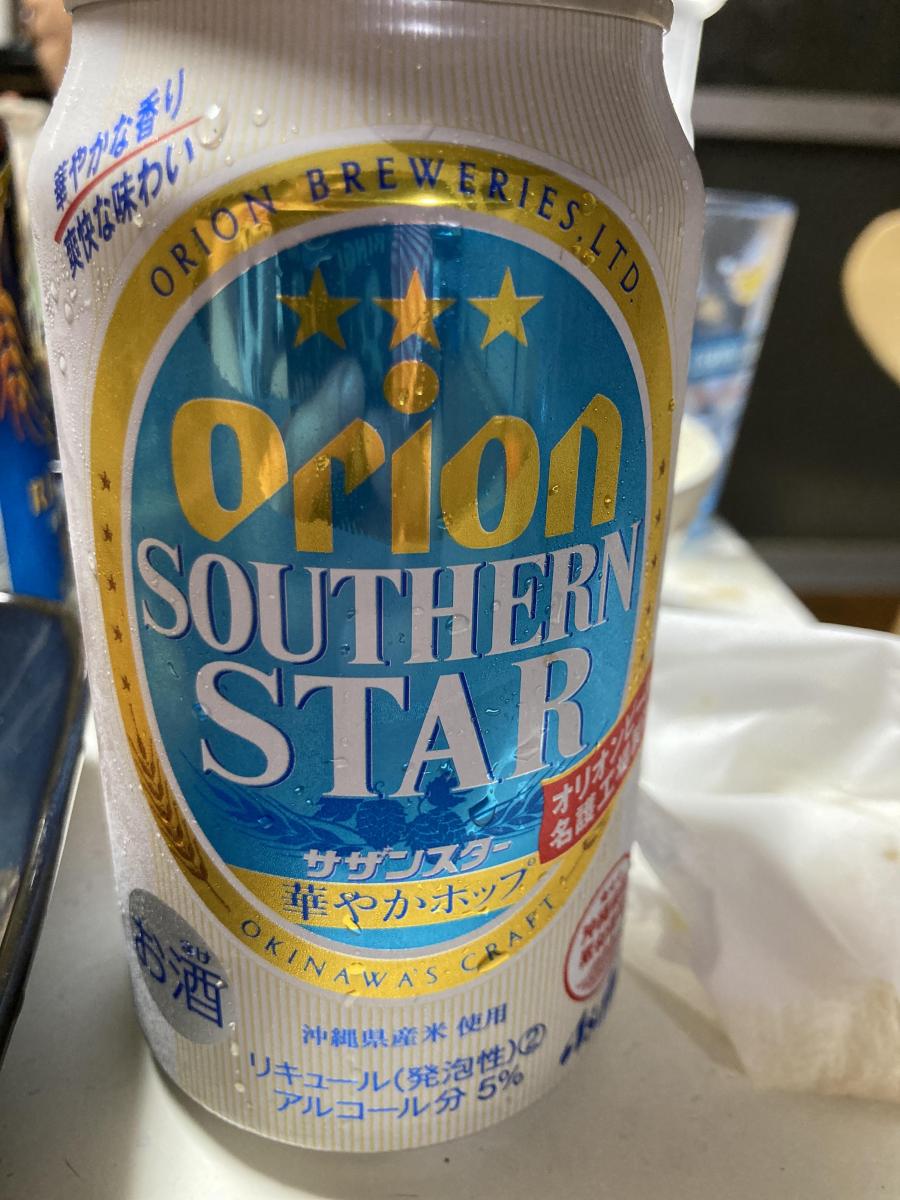 華やかな香り
爽快な味わい
ORION BREWERIES, LTD.
orion
SOUTHERN
STAR
オリオンビー
名護工
サザンスター
華やかホップ
OKINAWA'S CRAFT
お酒
沖縄県産米 使用
リキュール(発泡性)②
アルコール分 5%